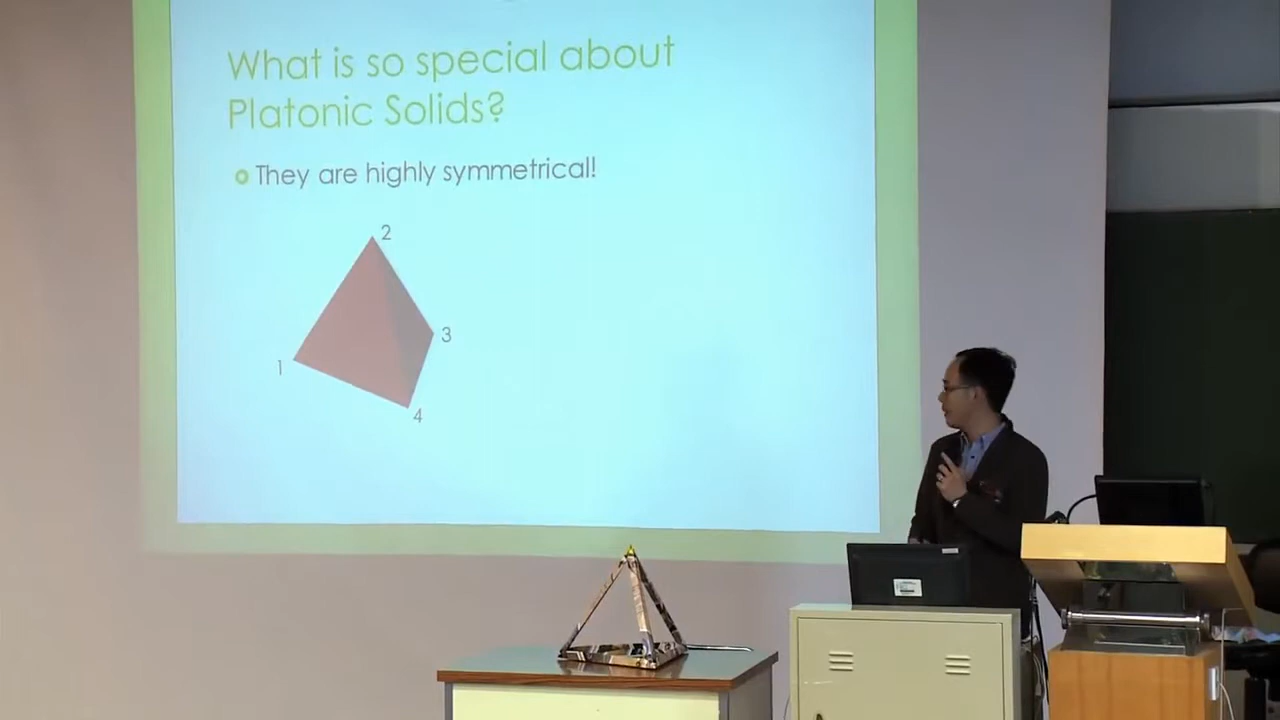 What is so special about
Platonic Solids?
They are highly symmetrical!
2
3
1
4